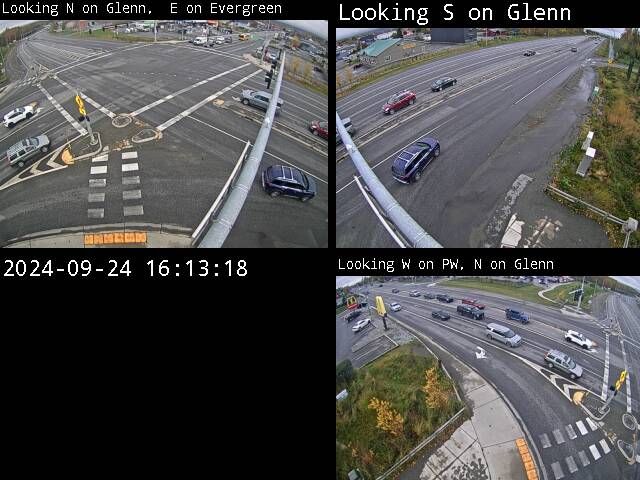 Looking N on Glenn,  E on Evergreen
Looking S on Glenn
2024-09-24 16:13:18
Looking W on PW, N on Glenn